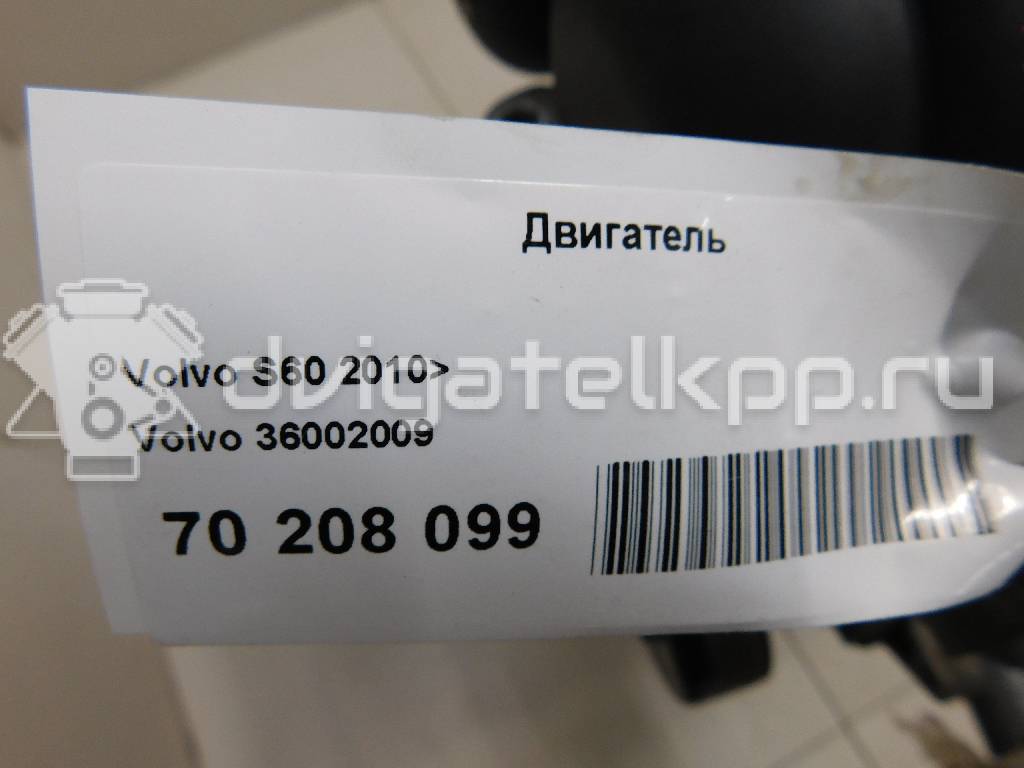 Двигатель
Volvo S60 2010>
dvigatelkpp.ru
Volvo 36002009
70 208 099